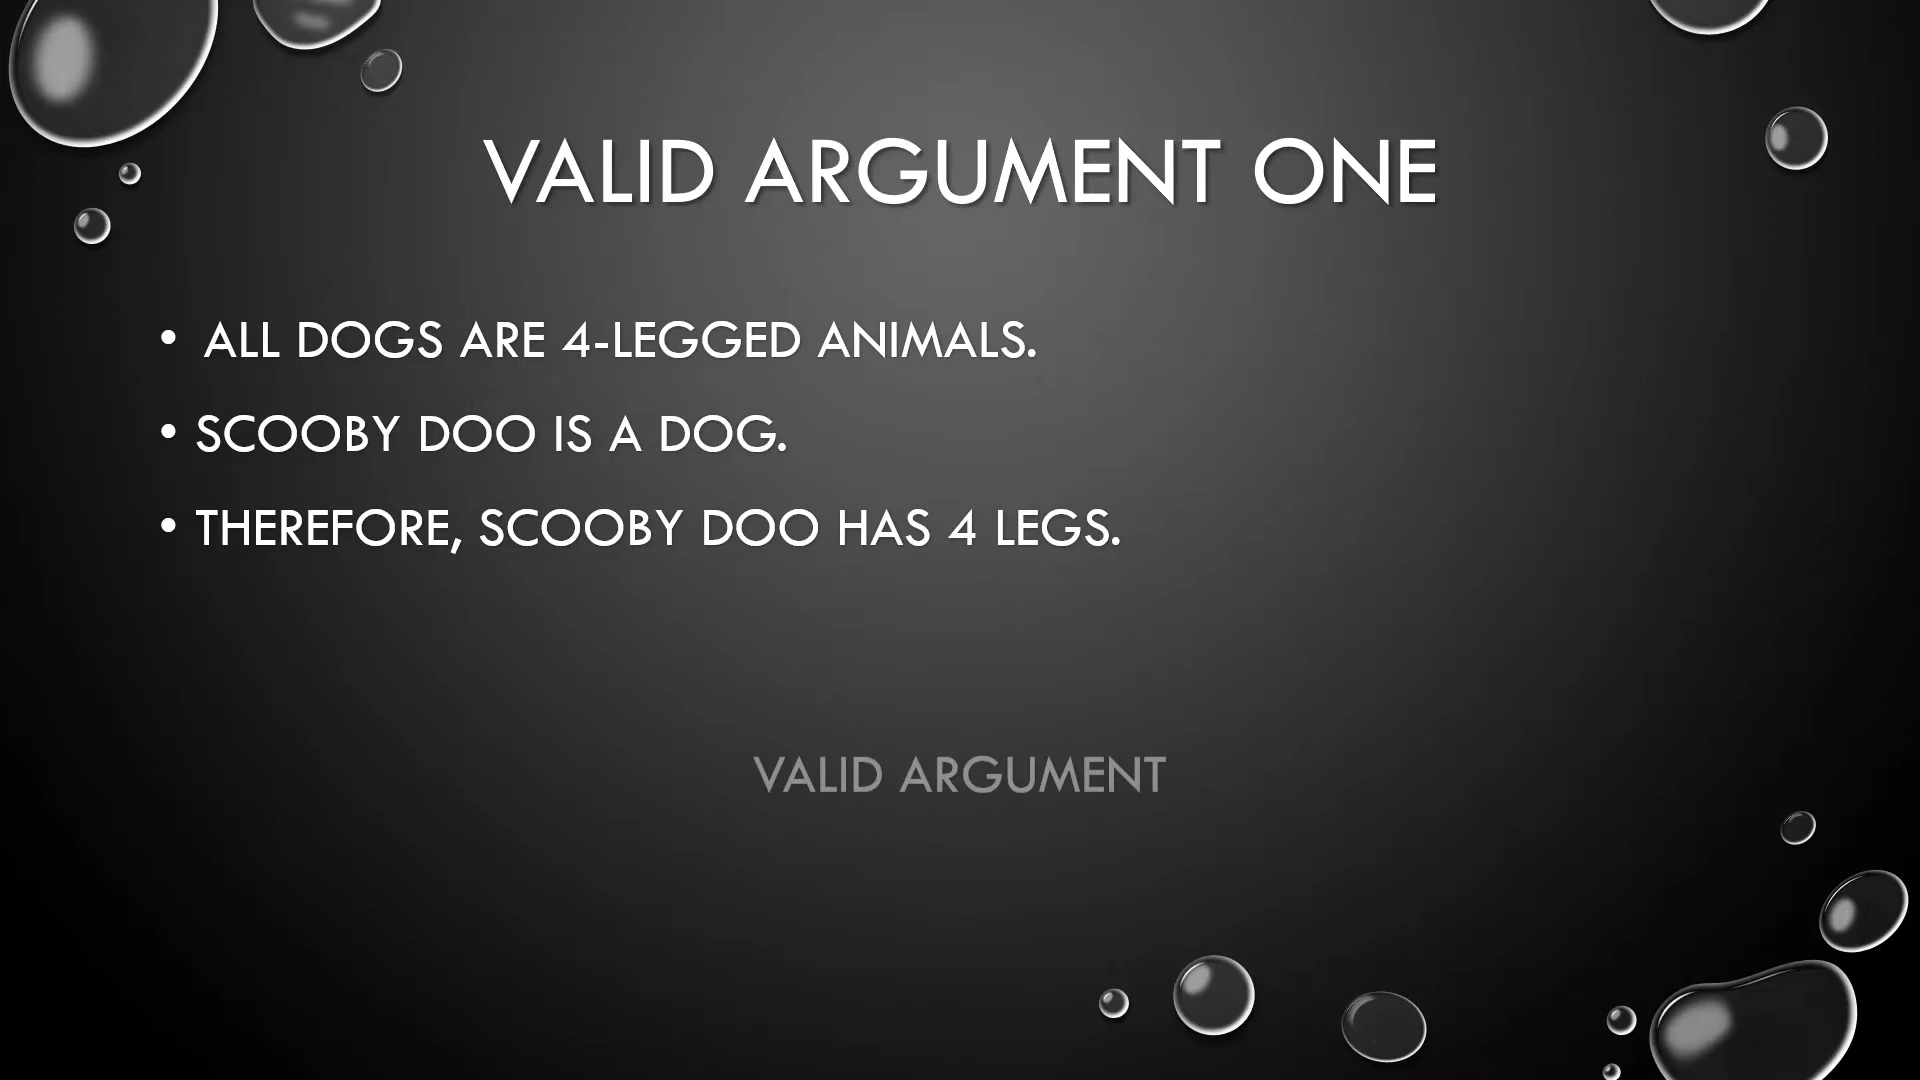 VALID ARGUMENT ONE
• ALL DOGS ARE 4-LEGGED ANIMALS.
• SCOOBY DOO IS A DOG.
• THEREFORE, SCOOBY DOO HAS 4 LEGS.
VALID ARGUMENT